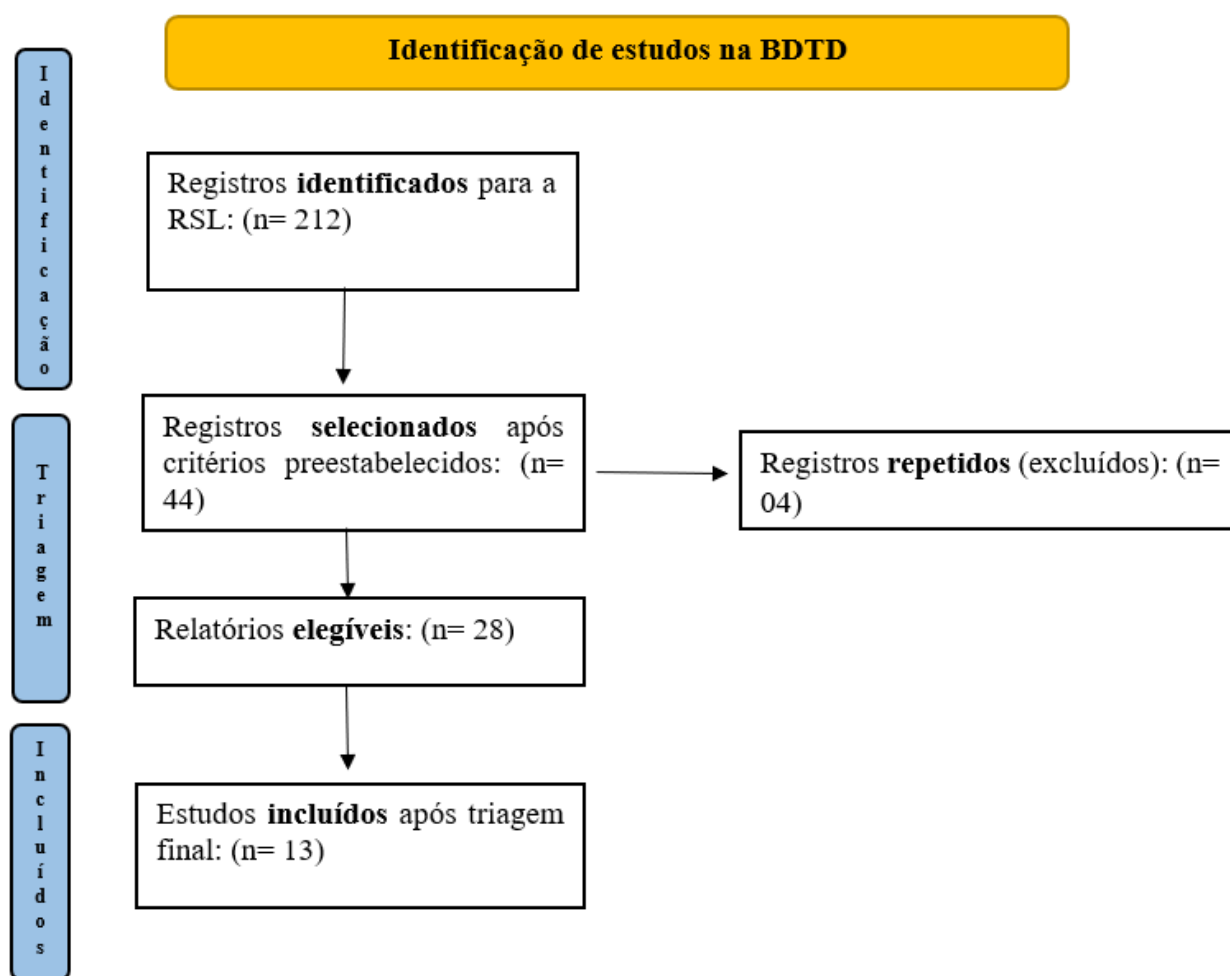 Identificação de estudos na BDTD
Identificação
Registros identificados para a
RSL: (n= 212)
Triagem
Registros selecionados após
critérios preestabelecidos: (n=
44)
Registros repetidos (excluídos): (n=
04)
Relatórios elegíveis: (n= 28)
Incluídos
Estudos incluídos após triagem
final: (n= 13)